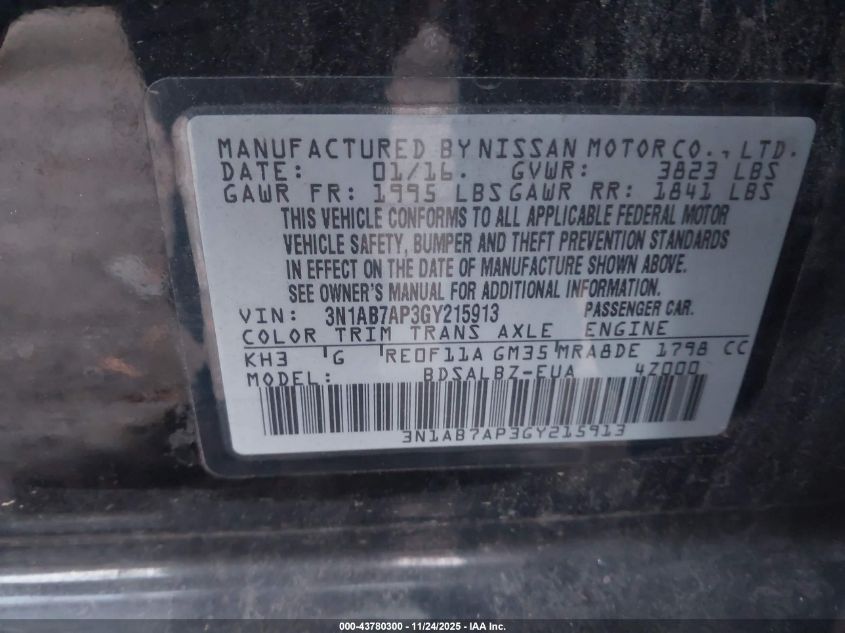 MANUFACTURED BY NISSAN MOTOR CO., LTD.
DATE: 01/16. GVWR: 3823 LBS
GAWR FR: 1995 LBS GAWR RR: 1841 LBS
THIS VEHICLE CONFORMS TO ALL APPLICABLE FEDERAL MOTOR
VEHICLE SAFETY, BUMPER AND THEFT PREVENTION STANDARDS
IN EFFECT ON THE DATE OF MANUFACTURE SHOWN ABOVE.
SEE OWNER'S MANUAL FOR ADDITIONAL INFORMATION.
VIN: 3N1AB7AP3GY215913 PASSENGER CAR.
COLOR TRIM TRANS AXLE ENGINE
KH3 G RE0F11A GM35 MRA8DE 1798 CC
MODEL: BDSALBZ-EUA 4Z000
3N1AB7AP3GY215913
000-43780300 - 11/24/2025 - IAA Inc.